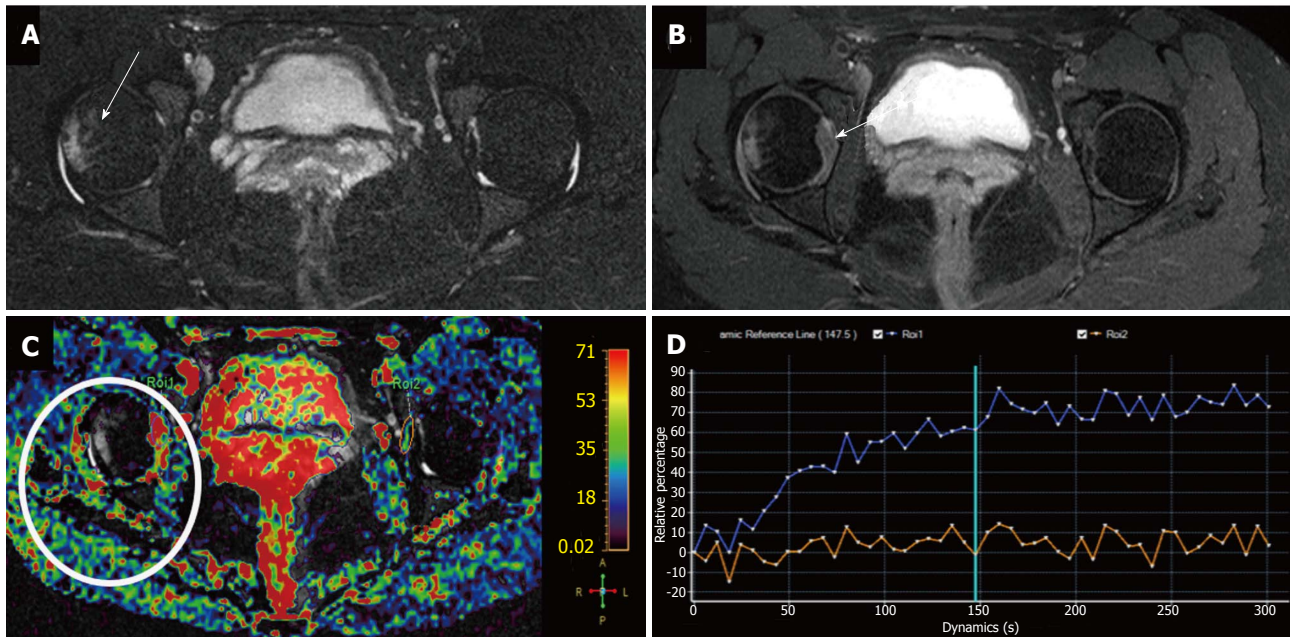 A
B
C
Roi1
Roi2
71
53
35
18
0.02
A
R L
P
D
amic Reference Line ( 147.5 ) Roi1 Roi2
Relative percentage
90
80
70
60
50
40
30
20
10
0
-10
-20
0 50 100 150 200 250 300
Dynamics (s)